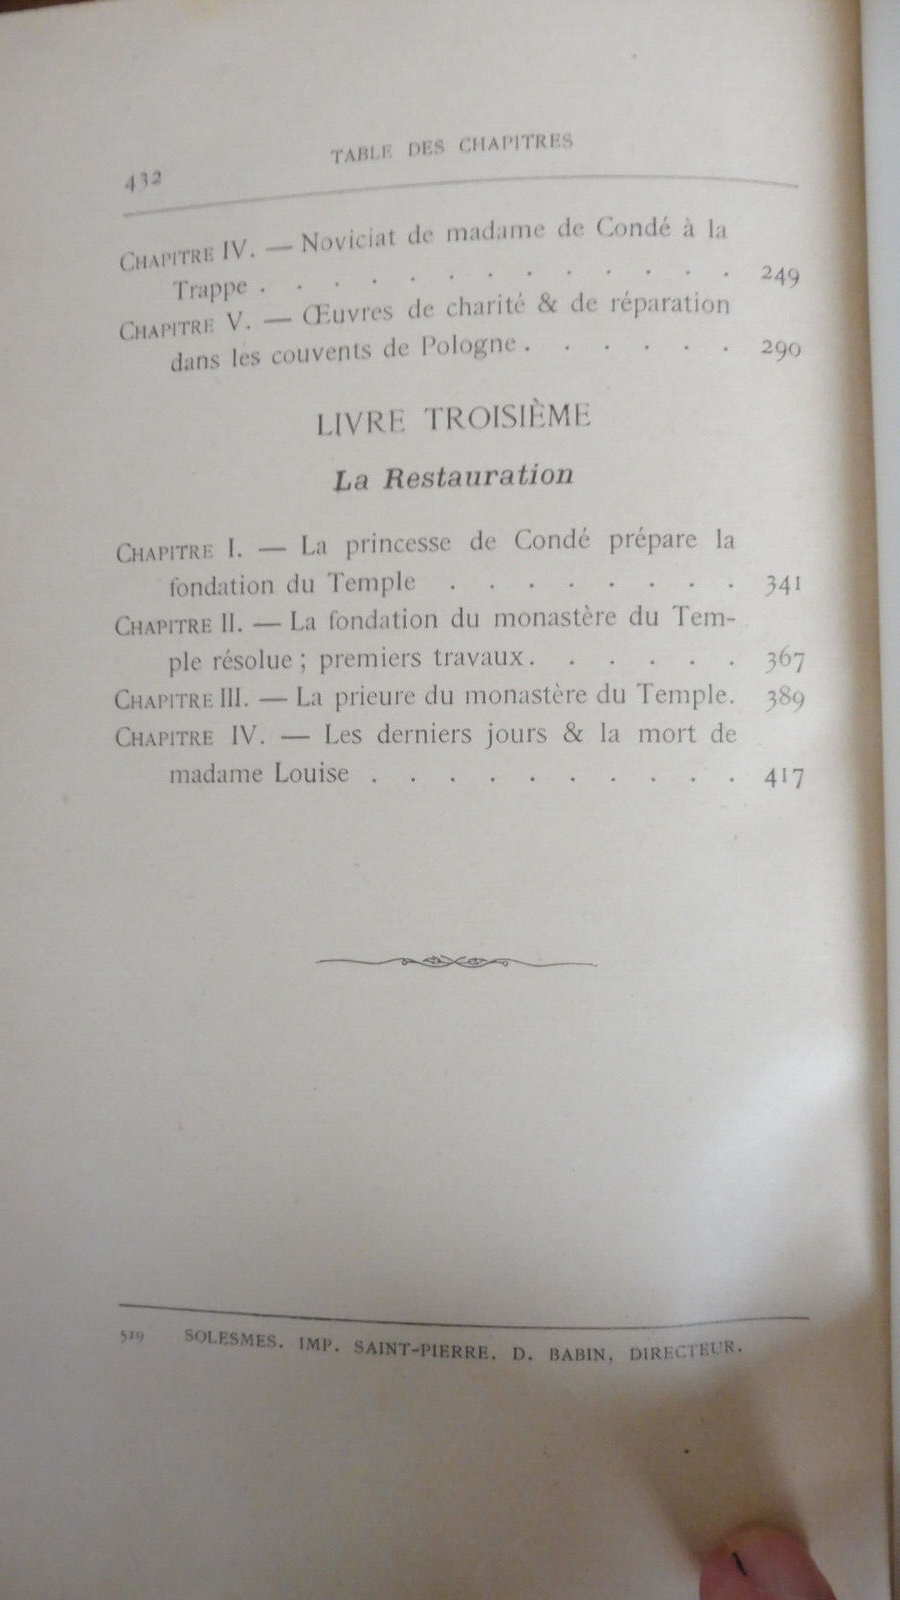 432
TABLE DES CHAPITRES
CHAPITRE IV. — Noviciat de madame de Condé à la
Trappe . . . . . . . . . . . . . 249
CHAPITRE V. — Œuvres de charité & de réparation
dans les couvents de Pologne . . . . . . 290
LIVRE TROISIÈME
La Restauration
CHAPITRE I. — La princesse de Condé prépare la
fondation du Temple . . . . . . . . 341
CHAPITRE II. — La fondation du monastère du Tem-
ple résolue ; premiers travaux . . . . . . 367
CHAPITRE III. — La prieure du monastère du Temple. 389
CHAPITRE IV. — Les derniers jours & la mort de
madame Louise . . . . . . . . . . 417
519 SOLESMES. IMP. SAINT-PIERRE. D. BABIN, DIRECTEUR.